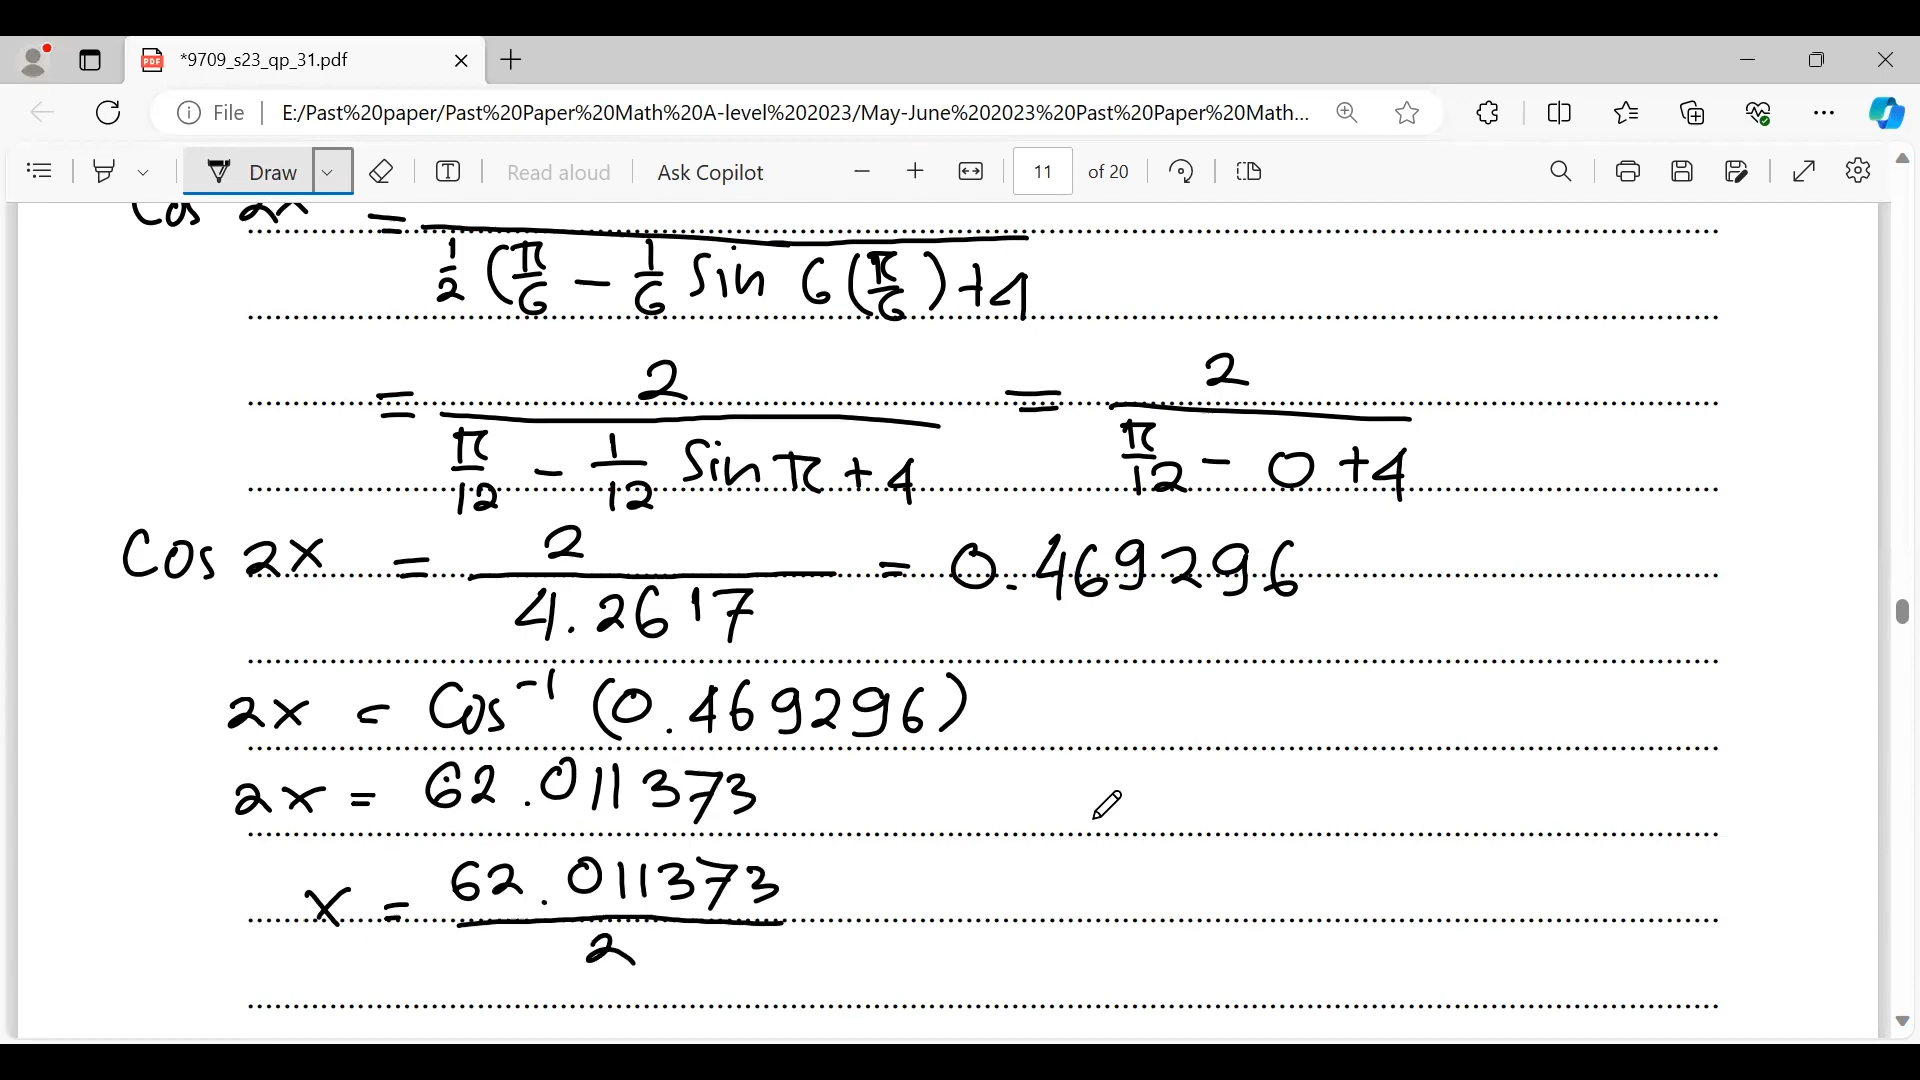 *9709_s23_qp_31.pdf
File | E:/Past%20paper/Past%20Paper%20Math%20A-level%202023/May-June%202023%20Past%20Paper%20Math...
Draw Read aloud Ask Copilot 11 of 20
Cos 2x =
1/2 (π/6 - 1/6 Sin 6(π/6) +4
= 2/(π/12 - 1/12 Sin π + 4) = 2/(π/12 - 0 +4)
Cos 2x = 2/4.2617 = 0.469296
2x = Cos⁻¹ (0.469296)
2x = 62.011373
x = 62.011373/2